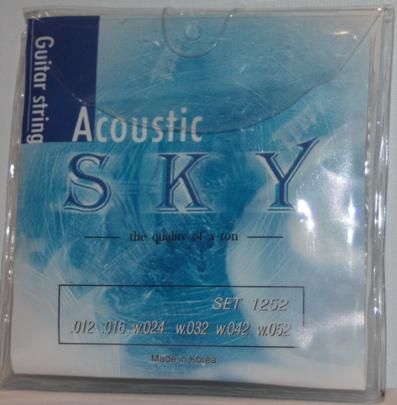 Guitar string
Acoustic
SKY
the quality of a ton
SET 1252
.012 .016 w.024 w.032 w.042 w.052
Made in Korea